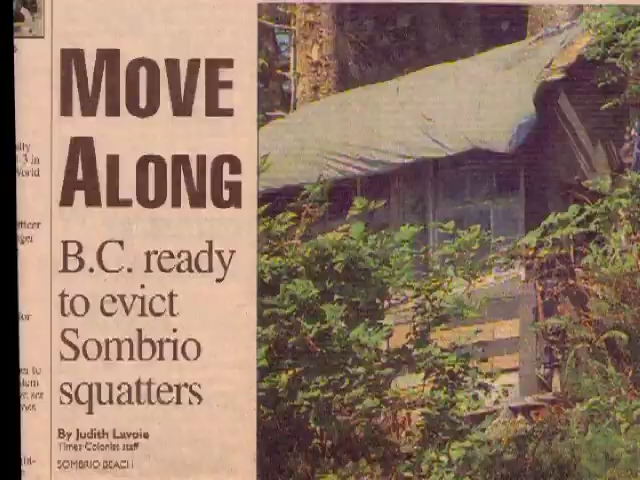 MOVE
ALONG
B.C. ready
to evict
Sombrio
squatters
By Judith Lavoie
Times Colonist staff
SOMBRIO BEACH